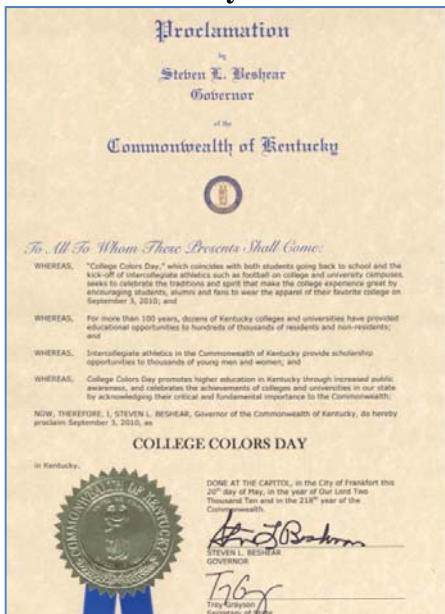 Proclamation
by
Steven L. Beshear
Governor
of the
Commonwealth of Kentucky
To All To Whom These Presents Shall Come:
WHEREAS, "College Colors Day," which coincides with both students going back to school and the
kick-off of intercollegiate athletics such as football on college and university campuses,
seeks to celebrate the traditions and spirit that make the college experience great by
encouraging students, alumni and fans to wear the apparel of their favorite college on
September 3, 2010; and
WHEREAS, For more than 100 years, dozens of Kentucky colleges and universities have provided
educational opportunities to hundreds of thousands of residents and non-residents;
and
WHEREAS, Intercollegiate athletics in the Commonwealth of Kentucky provide scholarship
opportunities to thousands of young men and women; and
WHEREAS, College Colors Day promotes higher education in Kentucky through increased public
awareness, and celebrates the achievements of colleges and universities in our state
by acknowledging their critical and fundamental importance to the Commonwealth;
NOW, THEREFORE, I, STEVEN L. BESHEAR, Governor of the Commonwealth of Kentucky, do hereby
proclaim September 3, 2010, as
COLLEGE COLORS DAY
in Kentucky.
DONE AT THE CAPITOL, in the City of Frankfort this
20th day of May, in the year of Our Lord Two
Thousand Ten and in the 218th year of the
Commonwealth.
STEVEN L. BESHEAR
GOVERNOR
Trey Grayson
Secretary of State
COMMONWEALTH OF KENTUCKY